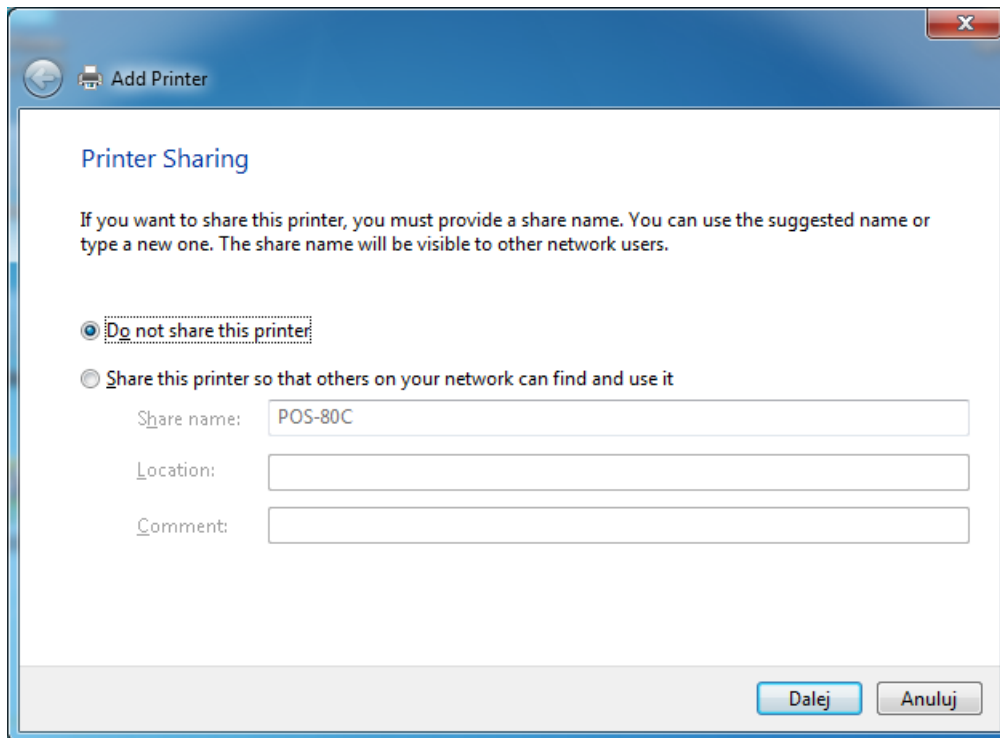 X
Add Printer
Printer Sharing
If you want to share this printer, you must provide a share name. You can use the suggested name or
type a new one. The share name will be visible to other network users.
Do not share this printer
Share this printer so that others on your network can find and use it
Share name: POS-80C
Location:
Comment:
Dalej Anuluj